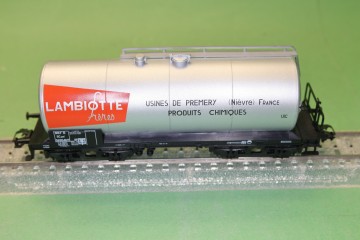 LAMBIOTTE
frères
USINES DE PREMERY (Nièvre) FRANCE
PRODUITS CHIMIQUES